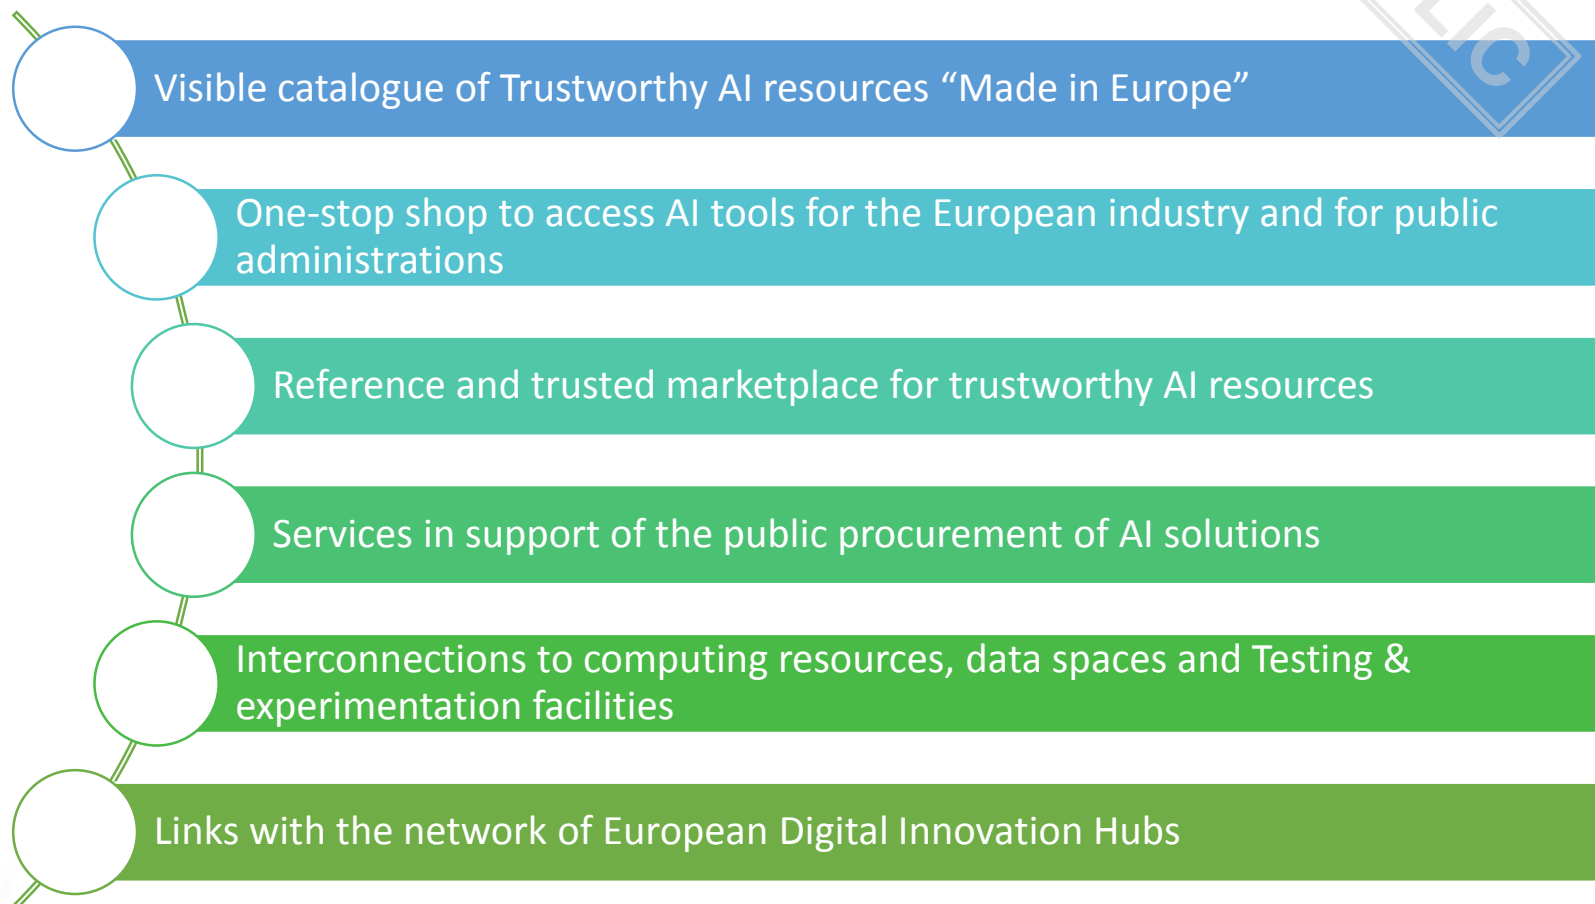 LIC
Visible catalogue of Trustworthy AI resources “Made in Europe”
One-stop shop to access AI tools for the European industry and for public
administrations
Reference and trusted marketplace for trustworthy AI resources
Services in support of the public procurement of AI solutions
Interconnections to computing resources, data spaces and Testing &
experimentation facilities
Links with the network of European Digital Innovation Hubs